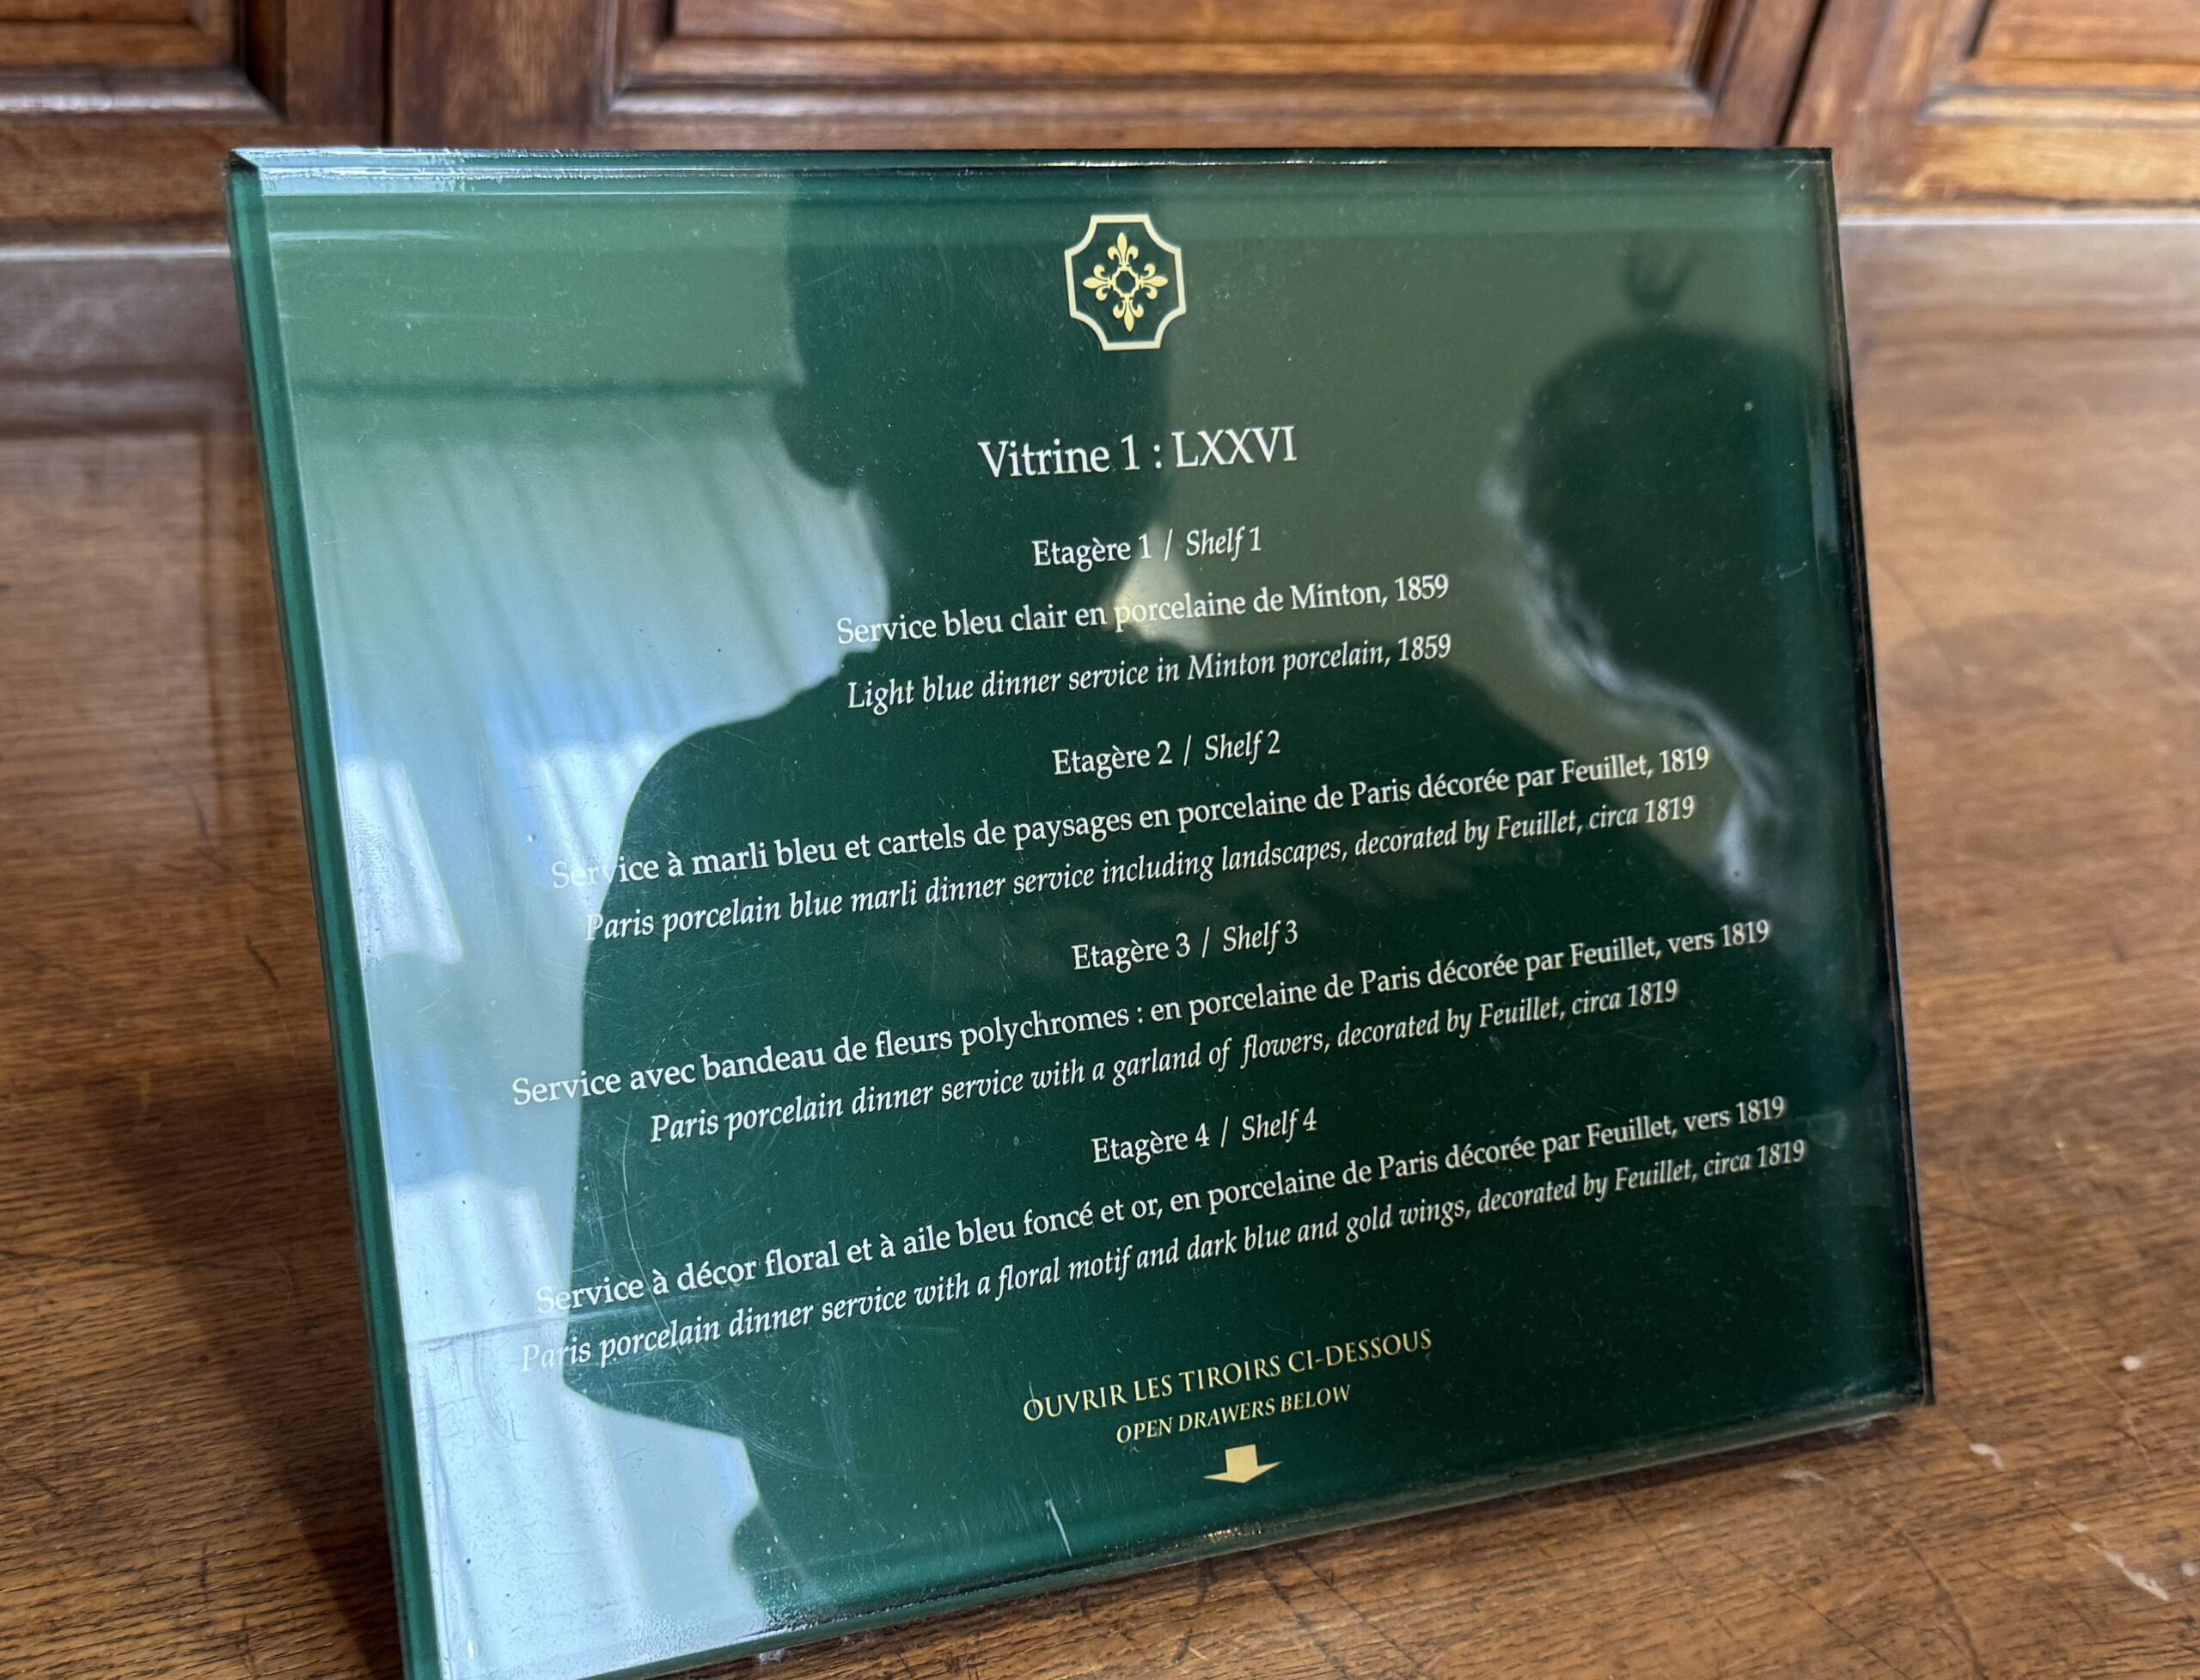 Vitrine 1 : LXXVI
Etagère 1 / Shelf 1
Service bleu clair en porcelaine de Minton, 1859
Light blue dinner service in Minton porcelain, 1859
Etagère 2 / Shelf 2
Service à marli bleu et cartels de paysages en porcelaine de Paris décorée par Feuillet, 1819
Paris porcelain blue marli dinner service including landscapes, decorated by Feuillet, circa 1819
Etagère 3 / Shelf 3
Service avec bandeau de fleurs polychromes : en porcelaine de Paris décorée par Feuillet, vers 1819
Paris porcelain dinner service with a garland of flowers, decorated by Feuillet, circa 1819
Etagère 4 / Shelf 4
Service à décor floral et à aile bleu foncé et or, en porcelaine de Paris décorée par Feuillet, vers 1819
Paris porcelain dinner service with a floral motif and dark blue and gold wings, decorated by Feuillet, circa 1819
OUVRIR LES TIROIRS CI-DESSOUS
OPEN DRAWERS BELOW